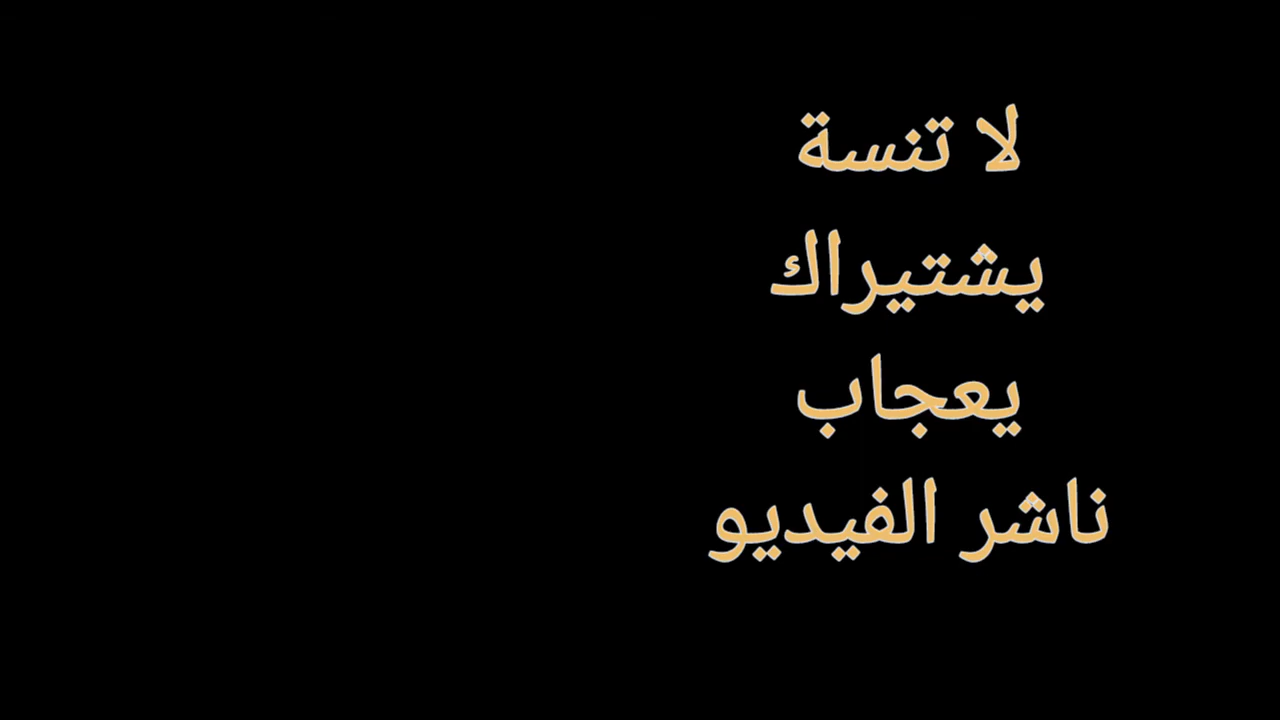 لا تنسة
يشتيراك
يعجاب
ناشر الفيديو